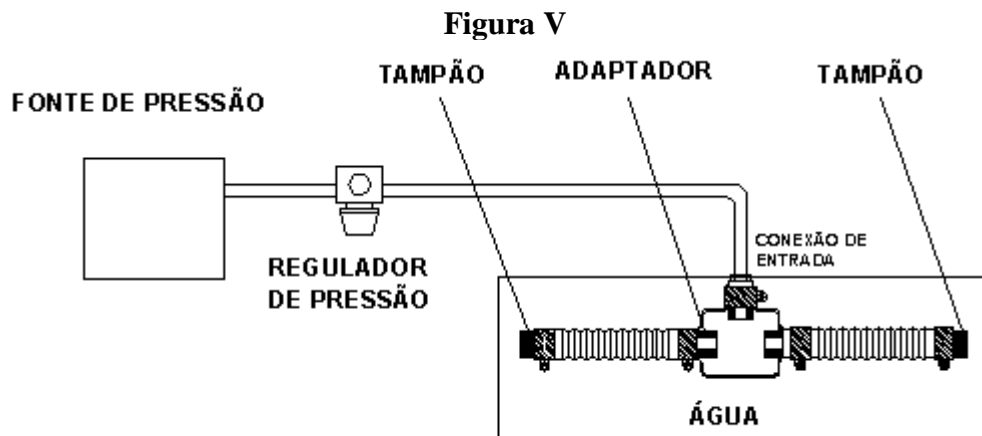 Figura V
TAMPÃO
ADAPTADOR
TAMPÃO
FONTE DE PRESSÃO
CONEXÃO DE
ENTRADA
REGULADOR
DE PRESSÃO
ÁGUA